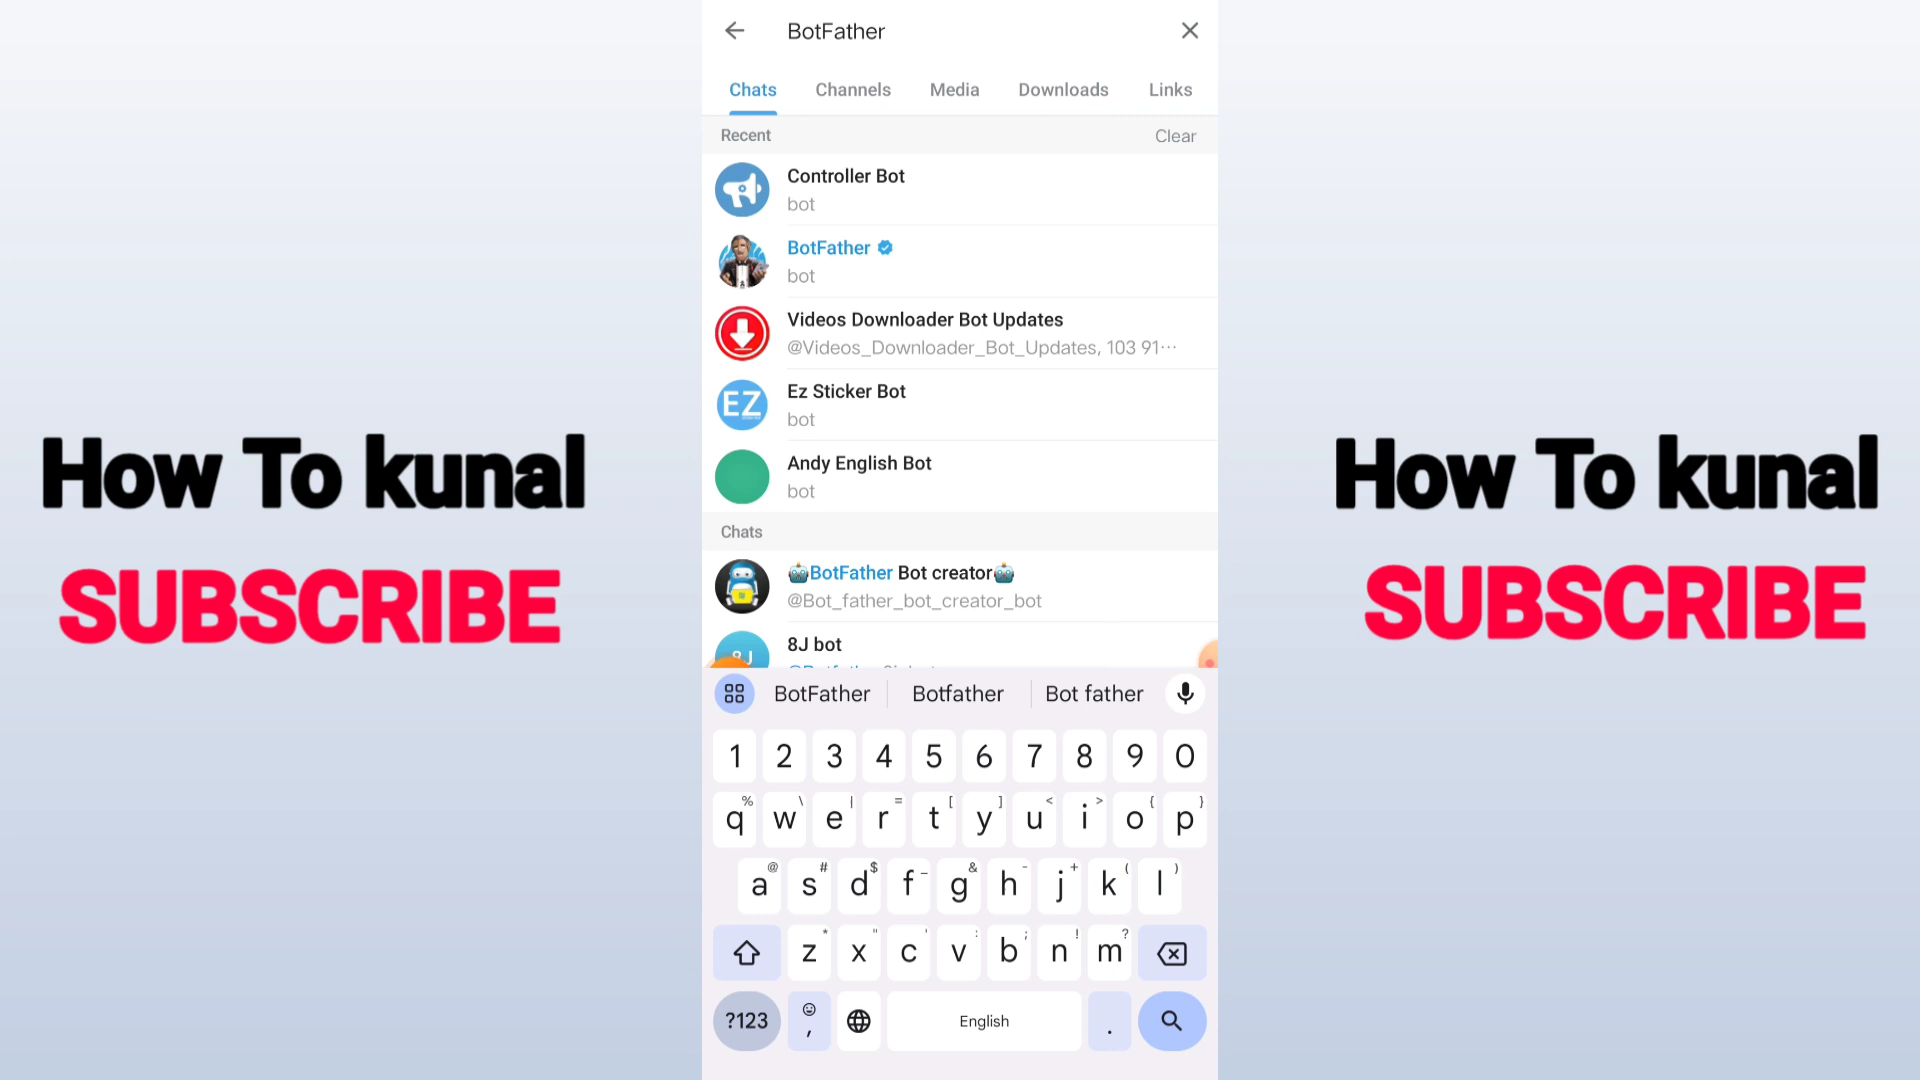 BotFather
Chats Channels Media Downloads Links
Recent Clear
Controller Bot
bot
BotFather
bot
Videos Downloader Bot Updates
@Videos_Downloader_Bot_Updates, 103 91...
EZ
Ez Sticker Bot
bot
Andy English Bot
bot
Chats
🤖BotFather Bot creator🤖
@Bot_father_bot_creator_bot
8J bot
How To kunal
SUBSCRIBE
How To kunal
SUBSCRIBE
BotFather Botfather Bot father
1 2 3 4 5 6 7 8 9 0
% \ | = [ ] < > { }
q w e r t y u i o p
@ # $ _ & - + ( )
a s d f g h j k l
* " ' : ; ! ?
z x c v b n m
?123 , English .